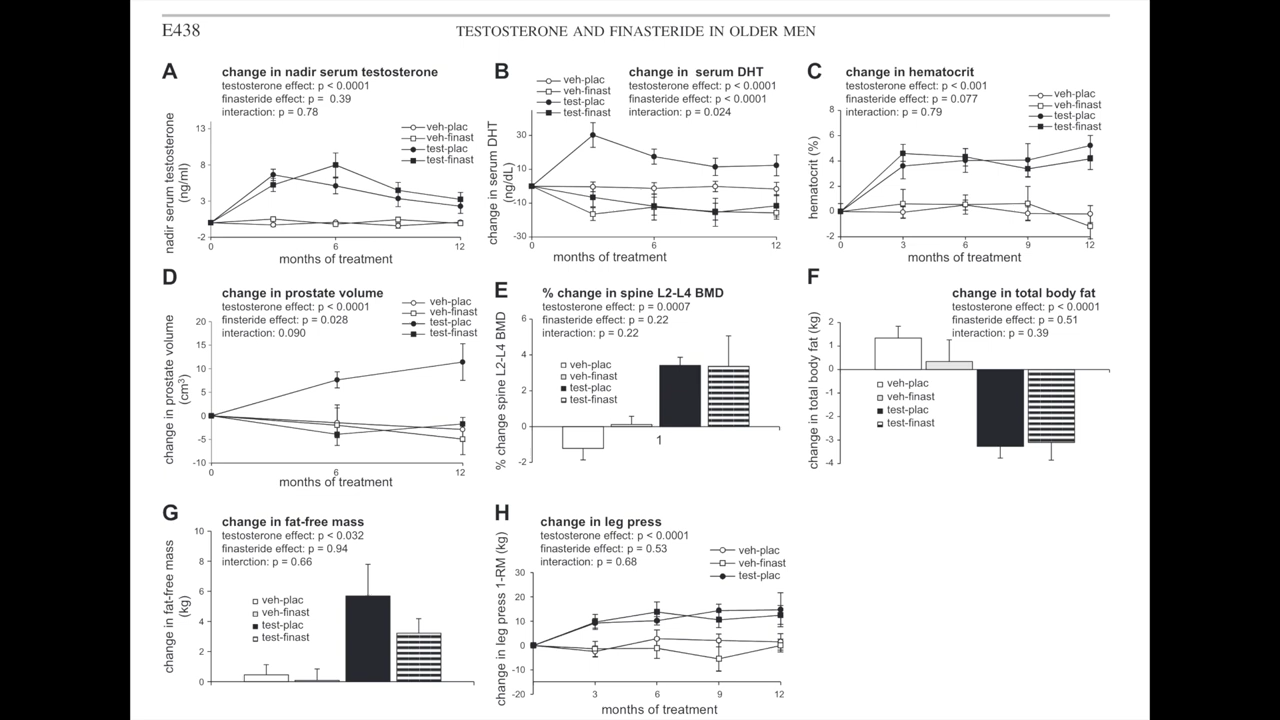 E438
TESTOSTERONE AND FINASTERIDE IN OLDER MEN
A
change in nadir serum testosterone
testosterone effect: p < 0.0001
finasteride effect: p = 0.39
interaction: p = 0.78
veh-plac
veh-finast
test-plac
test-finast
nadir serum testosterone
(ng/ml)
13
8
3
-2
0
6
12
months of treatment
B
change in serum DHT
testosterone effect: p < 0.0001
finasteride effect: p < 0.0001
interaction: p = 0.024
veh-plac
veh-finast
test-plac
test-finast
change in serum DHT
(ng/dL)
30
10
-10
-30
0
6
12
months of treatment
C
change in hematocrit
testosterone effect: p < 0.001
finasteride effect: p = 0.077
interaction: p = 0.79
veh-plac
veh-finast
test-plac
test-finast
hematocrit (%)
8
6
4
2
0
-2
0
3
6
9
12
months of treatment
D
change in prostate volume
testosterone effect: p < 0.0001
finsteride effect: p = 0.028
interaction: 0.090
veh-plac
veh-finast
test-plac
test-finast
change in prostate volume
(cm³)
20
15
10
5
0
-5
-10
0
6
12
months of treatment
E
% change in spine L2-L4 BMD
testosterone effect: p = 0.0007
finasteride effect: p = 0.22
interaction: p = 0.22
veh-plac
veh-finast
test-plac
test-finast
% change spine L2-L4 BMD
6
4
2
0
-2
1
F
change in total body fat
testosterone effect: p < 0.0001
finasteride effect: p = 0.51
interaction: p = 0.39
veh-plac
veh-finast
test-plac
test-finast
change in total body fat (kg)
2
1
0
-1
-2
-3
-4
G
change in fat-free mass
testosterone effect: p < 0.032
finasteride effect: p = 0.94
interction: p = 0.66
veh-plac
veh-finast
test-plac
test-finast
change in fat-free mass
(kg)
10
8
6
4
2
0
H
change in leg press
testosterone effect: p < 0.0001
finasteride effect: p = 0.53
interaction: p = 0.68
veh-plac
veh-finast
test-plac
change in leg press 1-RM (kg)
30
20
10
0
-10
-20
3
6
9
12
months of treatment